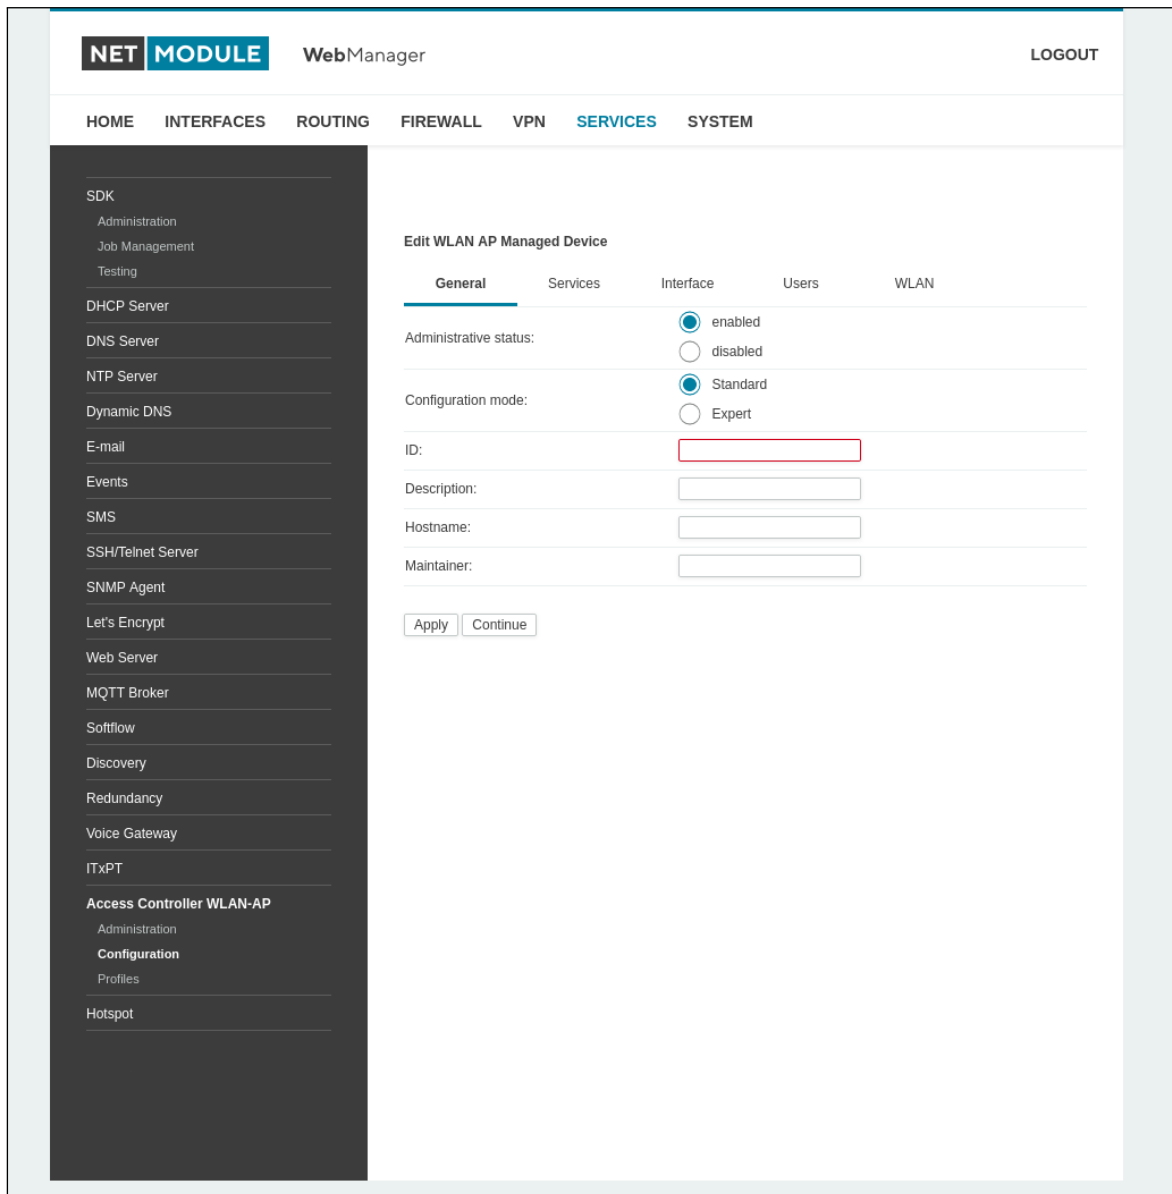 NET MODULE WebManager LOGOUT
HOME INTERFACES ROUTING FIREWALL VPN SERVICES SYSTEM
SDK
Administration
Job Management
Testing
DHCP Server
DNS Server
NTP Server
Dynamic DNS
E-mail
Events
SMS
SSH/Telnet Server
SNMP Agent
Let's Encrypt
Web Server
MQTT Broker
Softflow
Discovery
Redundancy
Voice Gateway
ITxPT
Access Controller WLAN-AP
Administration
Configuration
Profiles
Hotspot
Edit WLAN AP Managed Device
General Services Interface Users WLAN
Administrative status:
enabled
disabled
Configuration mode:
Standard
Expert
ID:
Description:
Hostname:
Maintainer:
Apply Continue